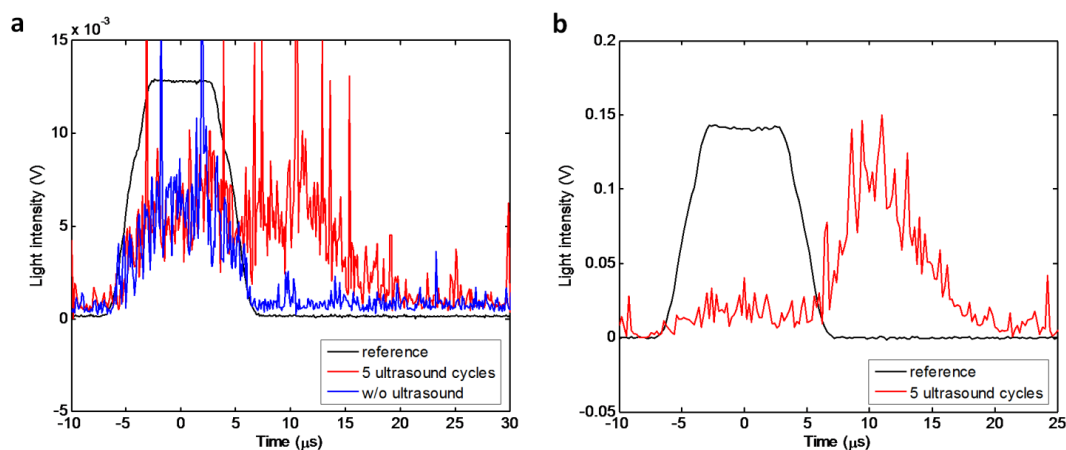 a
x 10⁻³
15
10
5
0
-5
Light intensity (V)
-10 -5 0 5 10 15 20 25 30
Time (μs)
reference
5 ultrasound cycles
w/o ultrasound
b
0.2
0.15
0.1
0.05
0
-0.05
Light intensity (V)
-10 -5 0 5 10 15 20 25
Time (μs)
reference
5 ultrasound cycles